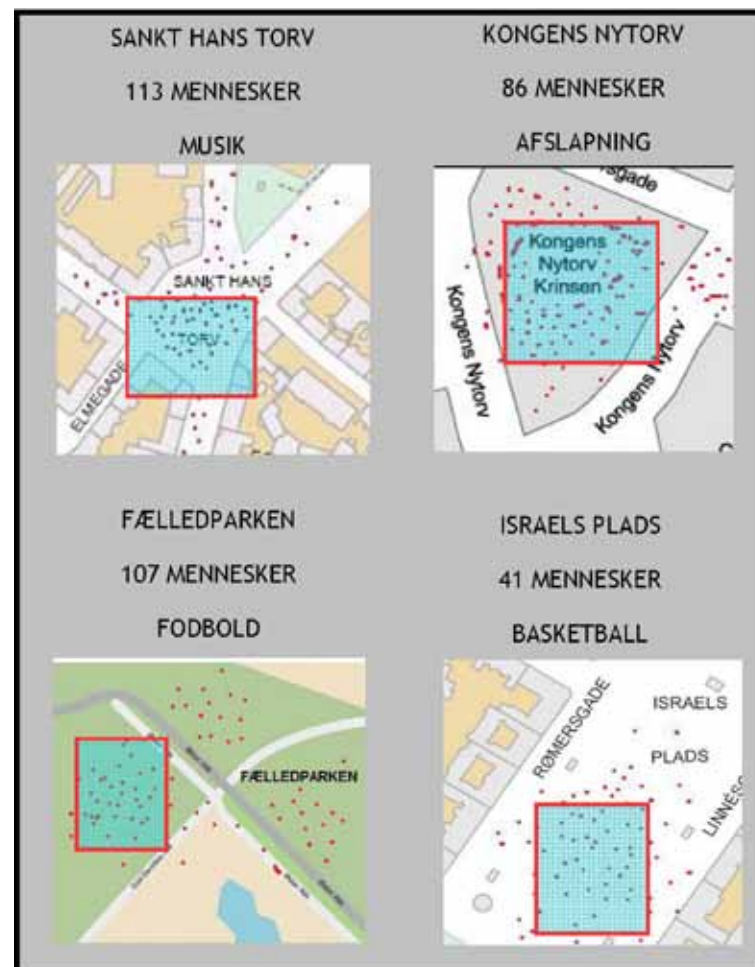 SANKT HANS TORV
113 MENNESKER
MUSIK
SANKT HANS
TORV
ELMEGADE
KONGENS NYTORV
86 MENNESKER
AFSLAPNING
Kongens
Nytorv
Krinsen
Kongens Nytorv
Kongens Nytorv
FÆLLEDPARKEN
107 MENNESKER
FODBOLD
FÆLLEDPARKEN
ISRAELS PLADS
41 MENNESKER
BASKETBALL
RØMERSGADE
ISRAELS
PLADS